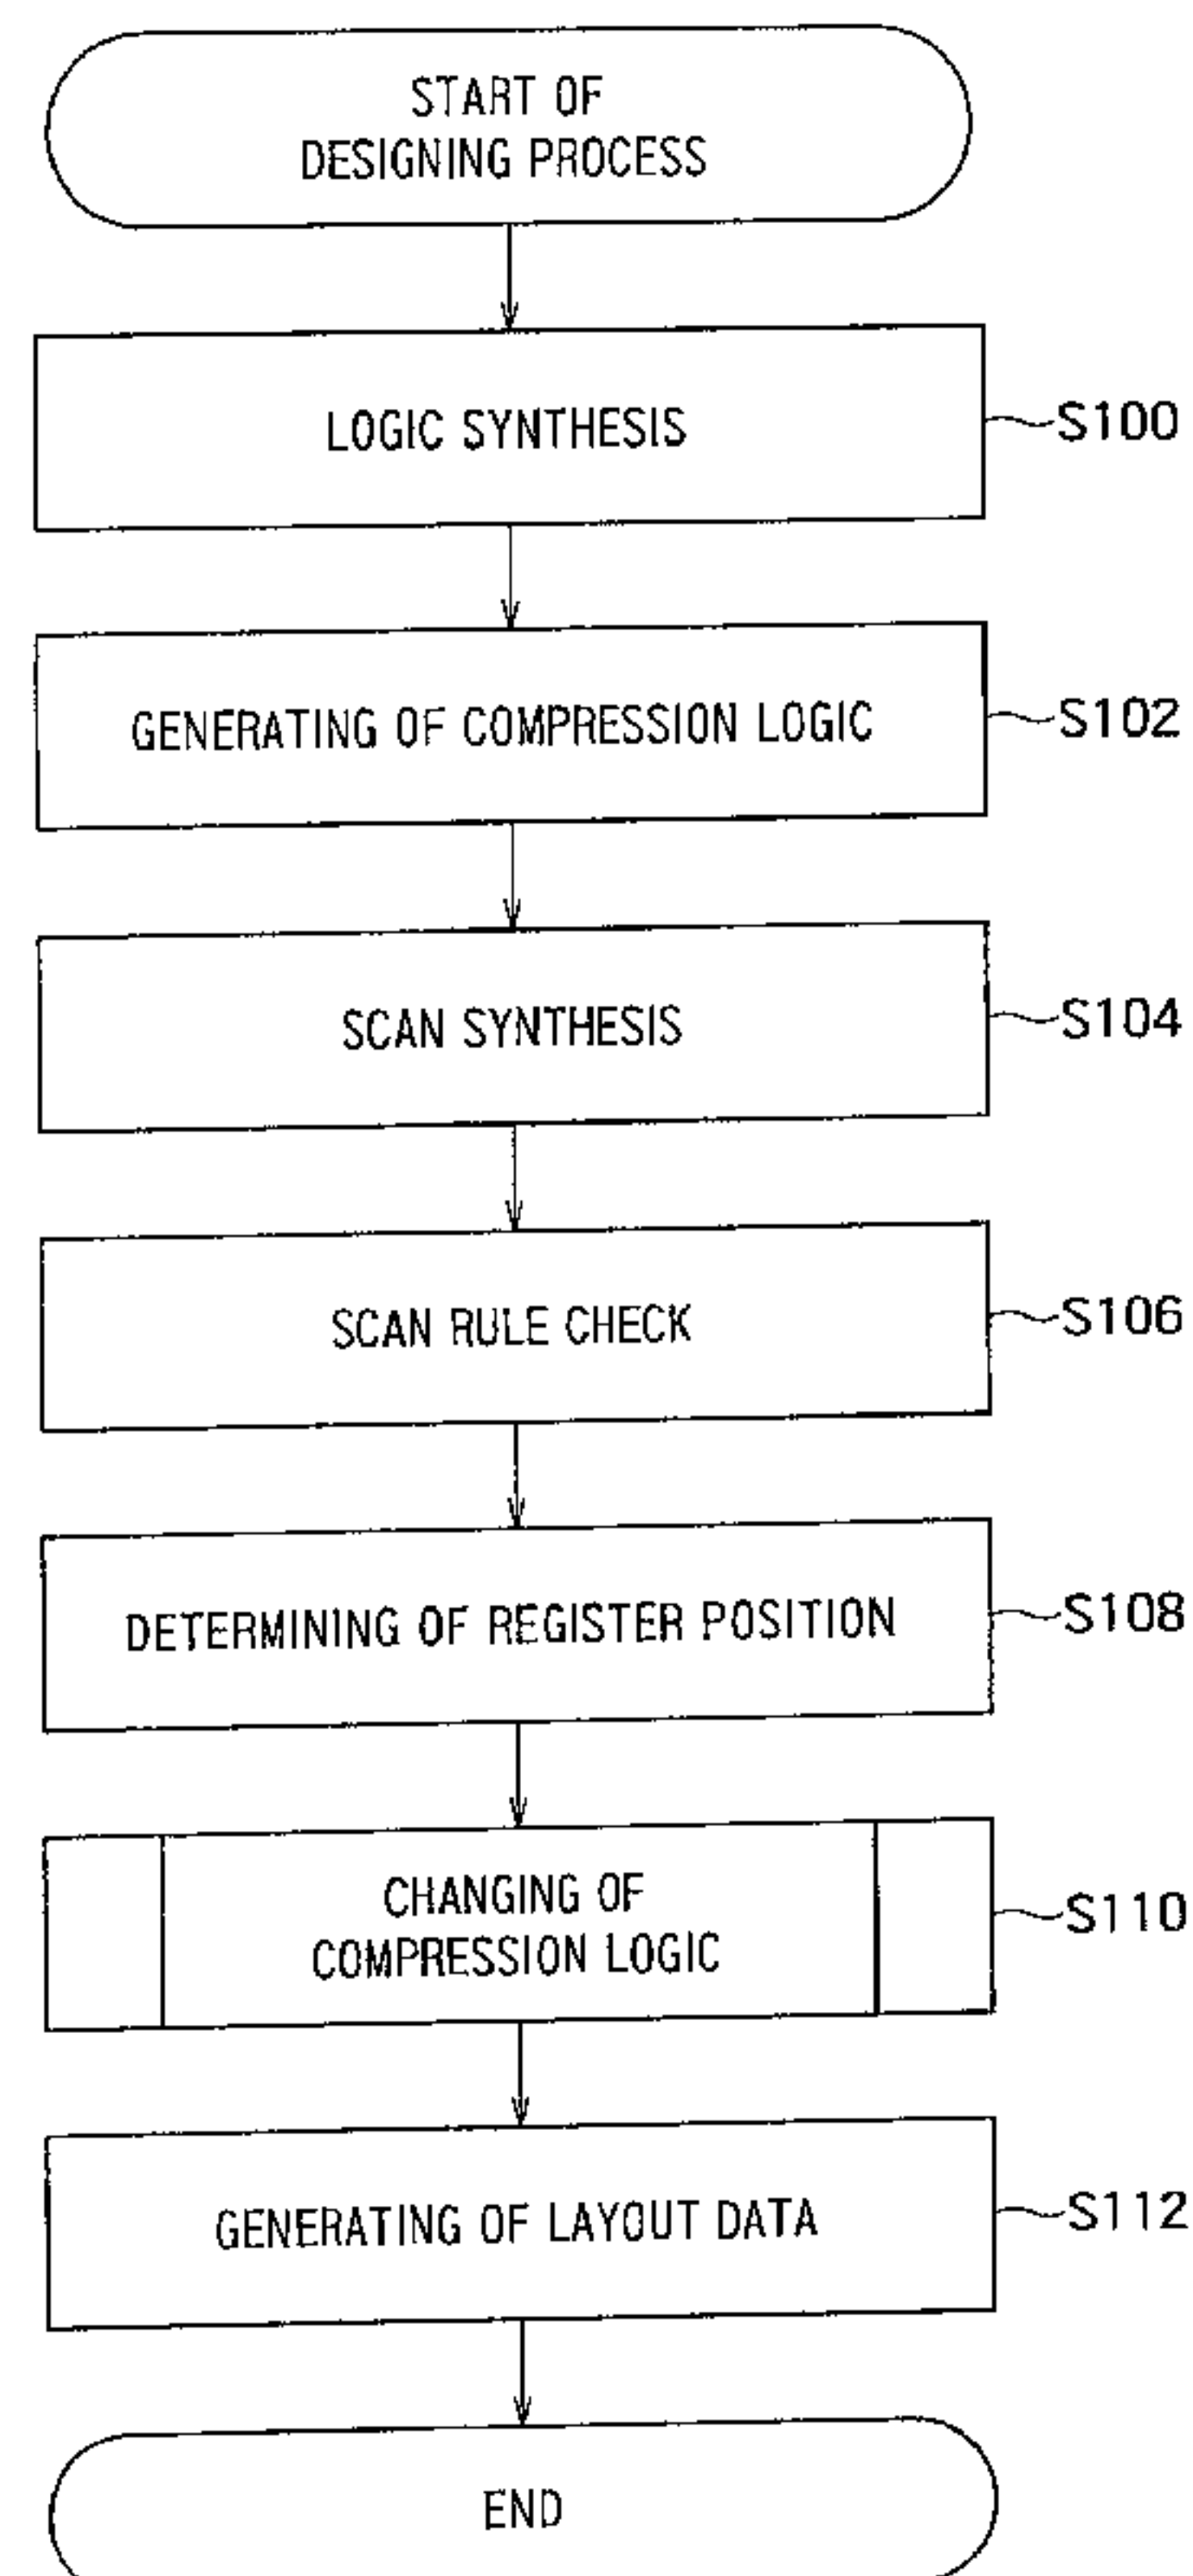 START OF
DESIGNING PROCESS
LOGIC SYNTHESIS
S100
GENERATING OF COMPRESSION LOGIC
S102
SCAN SYNTHESIS
S104
SCAN RULE CHECK
S106
DETERMINING OF REGISTER POSITION
S108
CHANGING OF
COMPRESSION LOGIC
S110
GENERATING OF LAYOUT DATA
S112
END